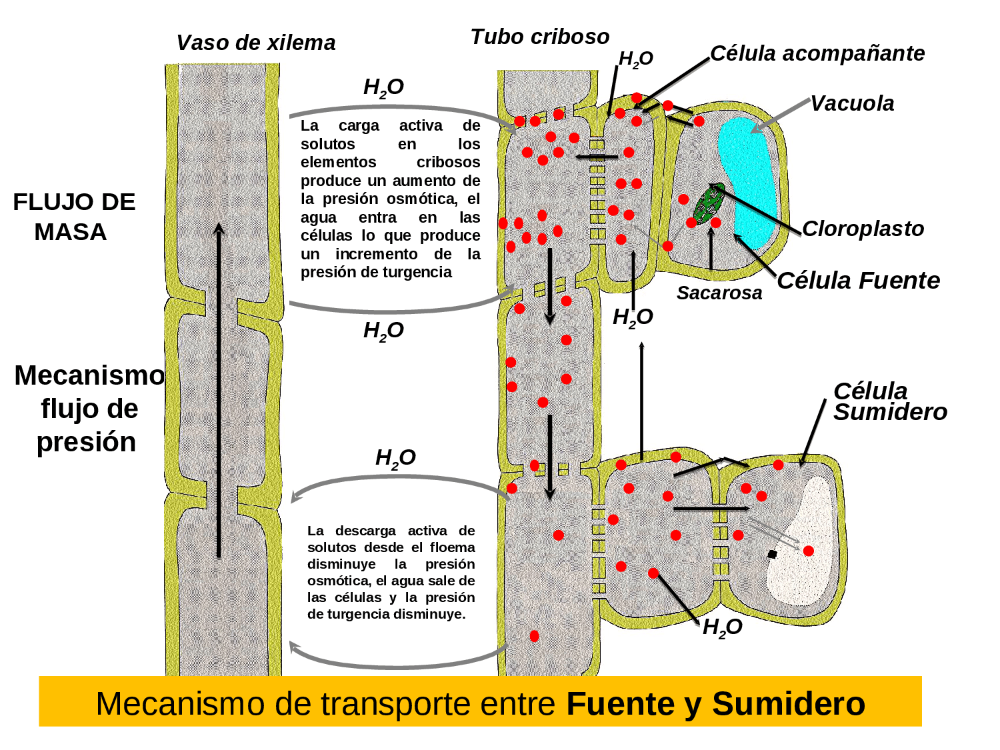 Vaso de xilema
Tubo criboso
H2O
Célula acompañante
H2O
Vacuola
La carga activa de
solutos en los
elementos cribosos
produce un aumento de
la presión osmótica, el
agua entra en las
células lo que produce
un incremento de la
presión de turgencia
FLUJO DE
MASA
Cloroplasto
Célula Fuente
Sacarosa
H2O
H2O
Mecanismo
flujo de
presión
Célula
Sumidero
H2O
La descarga activa de
solutos desde el floema
disminuye la presión
osmótica, el agua sale de
las células y la presión
de turgencia disminuye.
H2O
Mecanismo de transporte entre Fuente y Sumidero